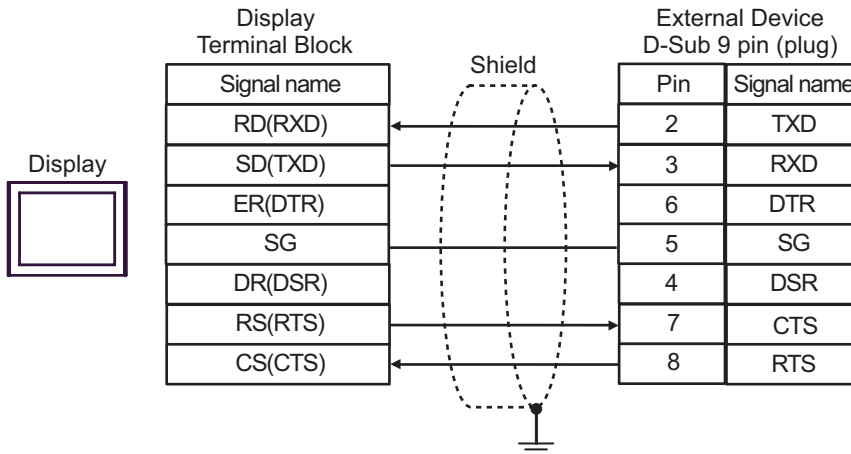 Display
Terminal Block
External Device
D-Sub 9 pin (plug)
Shield
Signal name
Pin
Signal name
RD(RXD)
2
TXD
Display
SD(TXD)
3
RXD
ER(DTR)
6
DTR
SG
5
SG
DR(DSR)
4
DSR
RS(RTS)
7
CTS
CS(CTS)
8
RTS